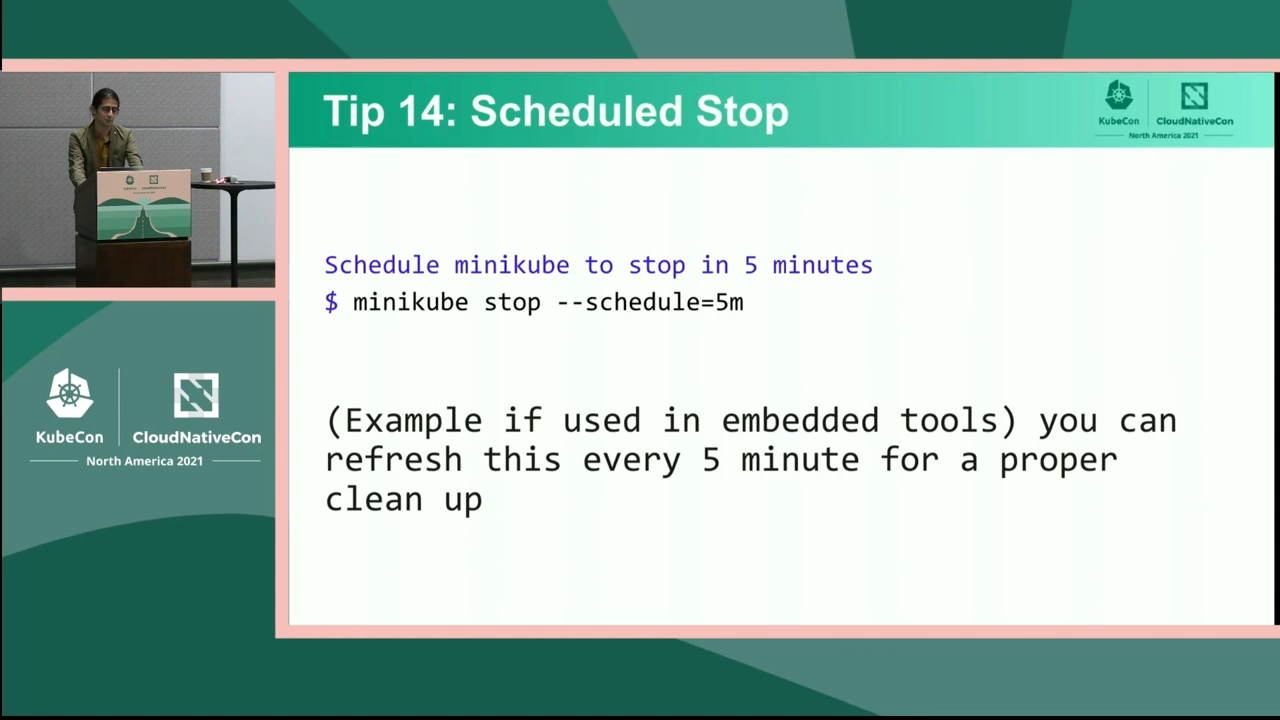 Tip 14: Scheduled Stop
KubeCon
CloudNativeCon
North America 2021
Schedule minikube to stop in 5 minutes
$ minikube stop --schedule=5m
(Example if used in embedded tools) you can
refresh this every 5 minute for a proper
clean up
KubeCon
CloudNativeCon
North America 2021